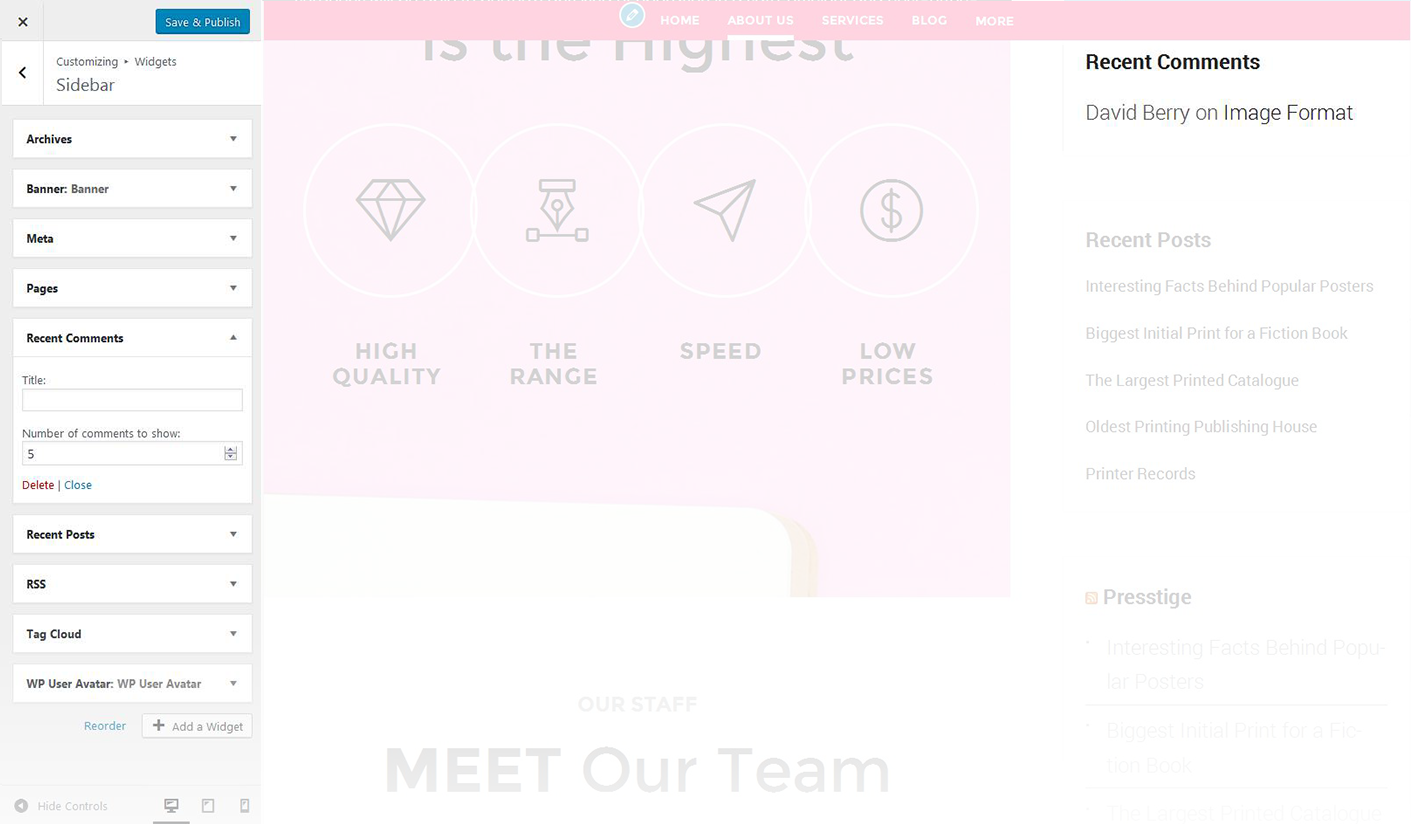 Save & Publish
Customizing ▸ Widgets
Sidebar
Archives
Banner: Banner
Meta
Pages
Recent Comments
Title:
Number of comments to show:
5
Delete | Close
Recent Posts
RSS
Tag Cloud
WP User Avatar: WP User Avatar
Reorder
Add a Widget
Hide Controls
HOME ABOUT US SERVICES BLOG MORE
is the Highest
HIGH
QUALITY
THE
RANGE
SPEED
LOW
PRICES
OUR STAFF
MEET Our Team
Recent Comments
David Berry on Image Format
Recent Posts
Interesting Facts Behind Popular Posters
Biggest Initial Print for a Fiction Book
The Largest Printed Catalogue
Oldest Printing Publishing House
Printer Records
Presstige
Interesting Facts Behind Popu-
lar Posters
Biggest Initial Print for a Fic-
tion Book
The Largest Printed Catalogue